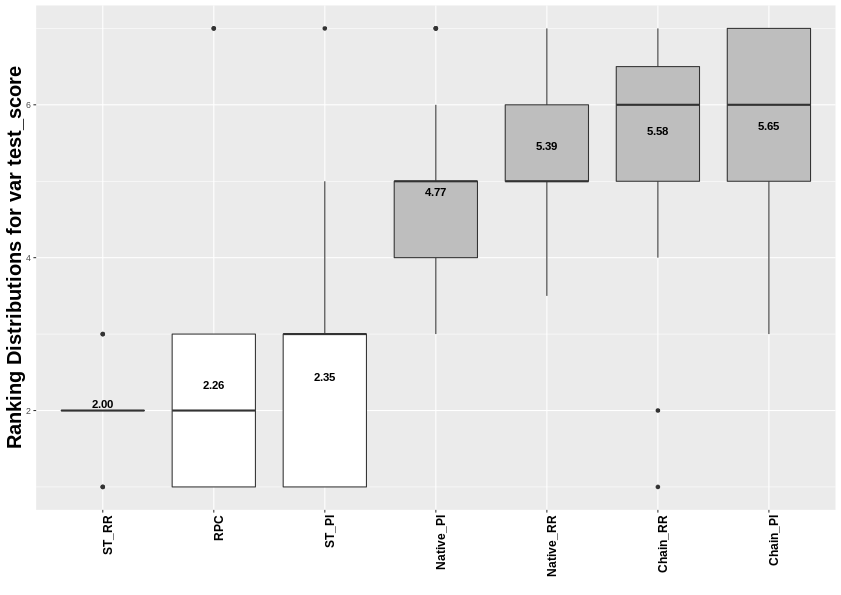 Ranking Distributions for var test_score
6
4
2
2.00
2.26
2.35
4.77
5.39
5.58
5.65
ST_RR
RPC
ST_PI
Native_PI
Native_RR
Chain_RR
Chain_PI